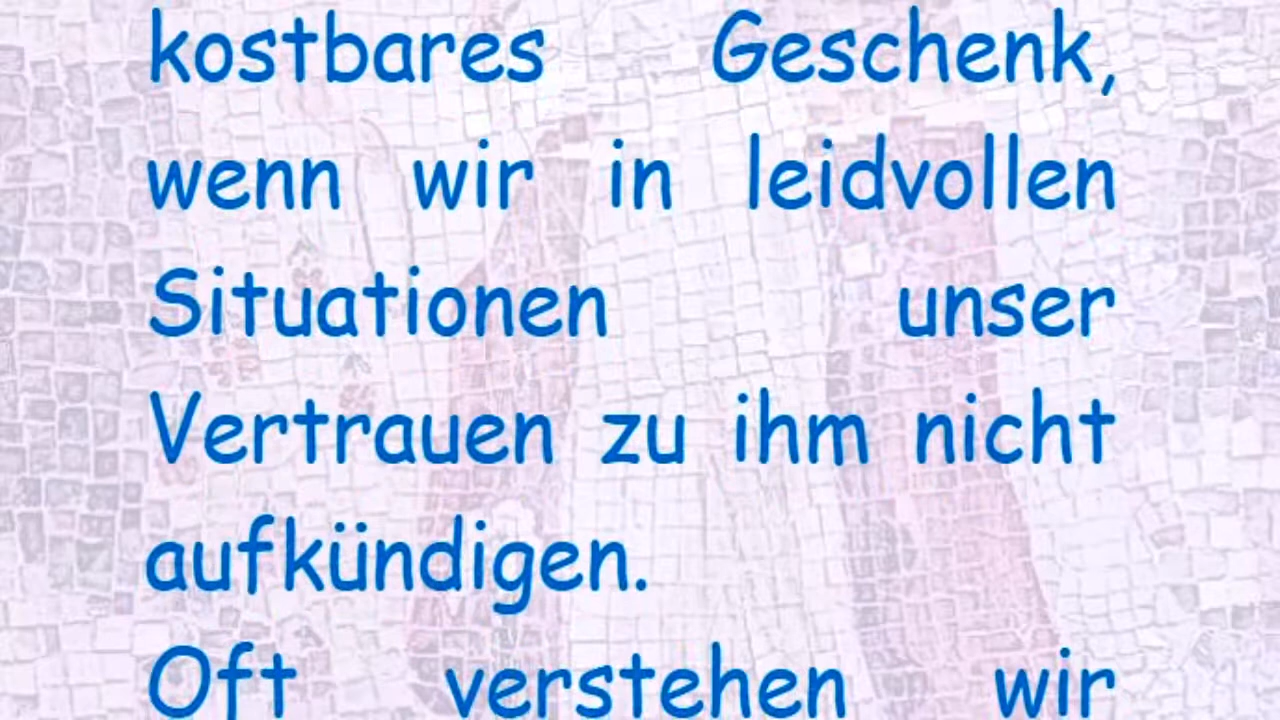 kostbares Geschenk,
wenn wir in leidvollen
Situationen unser
Vertrauen zu ihm nicht
aufkündigen.
Oft verstehen wir